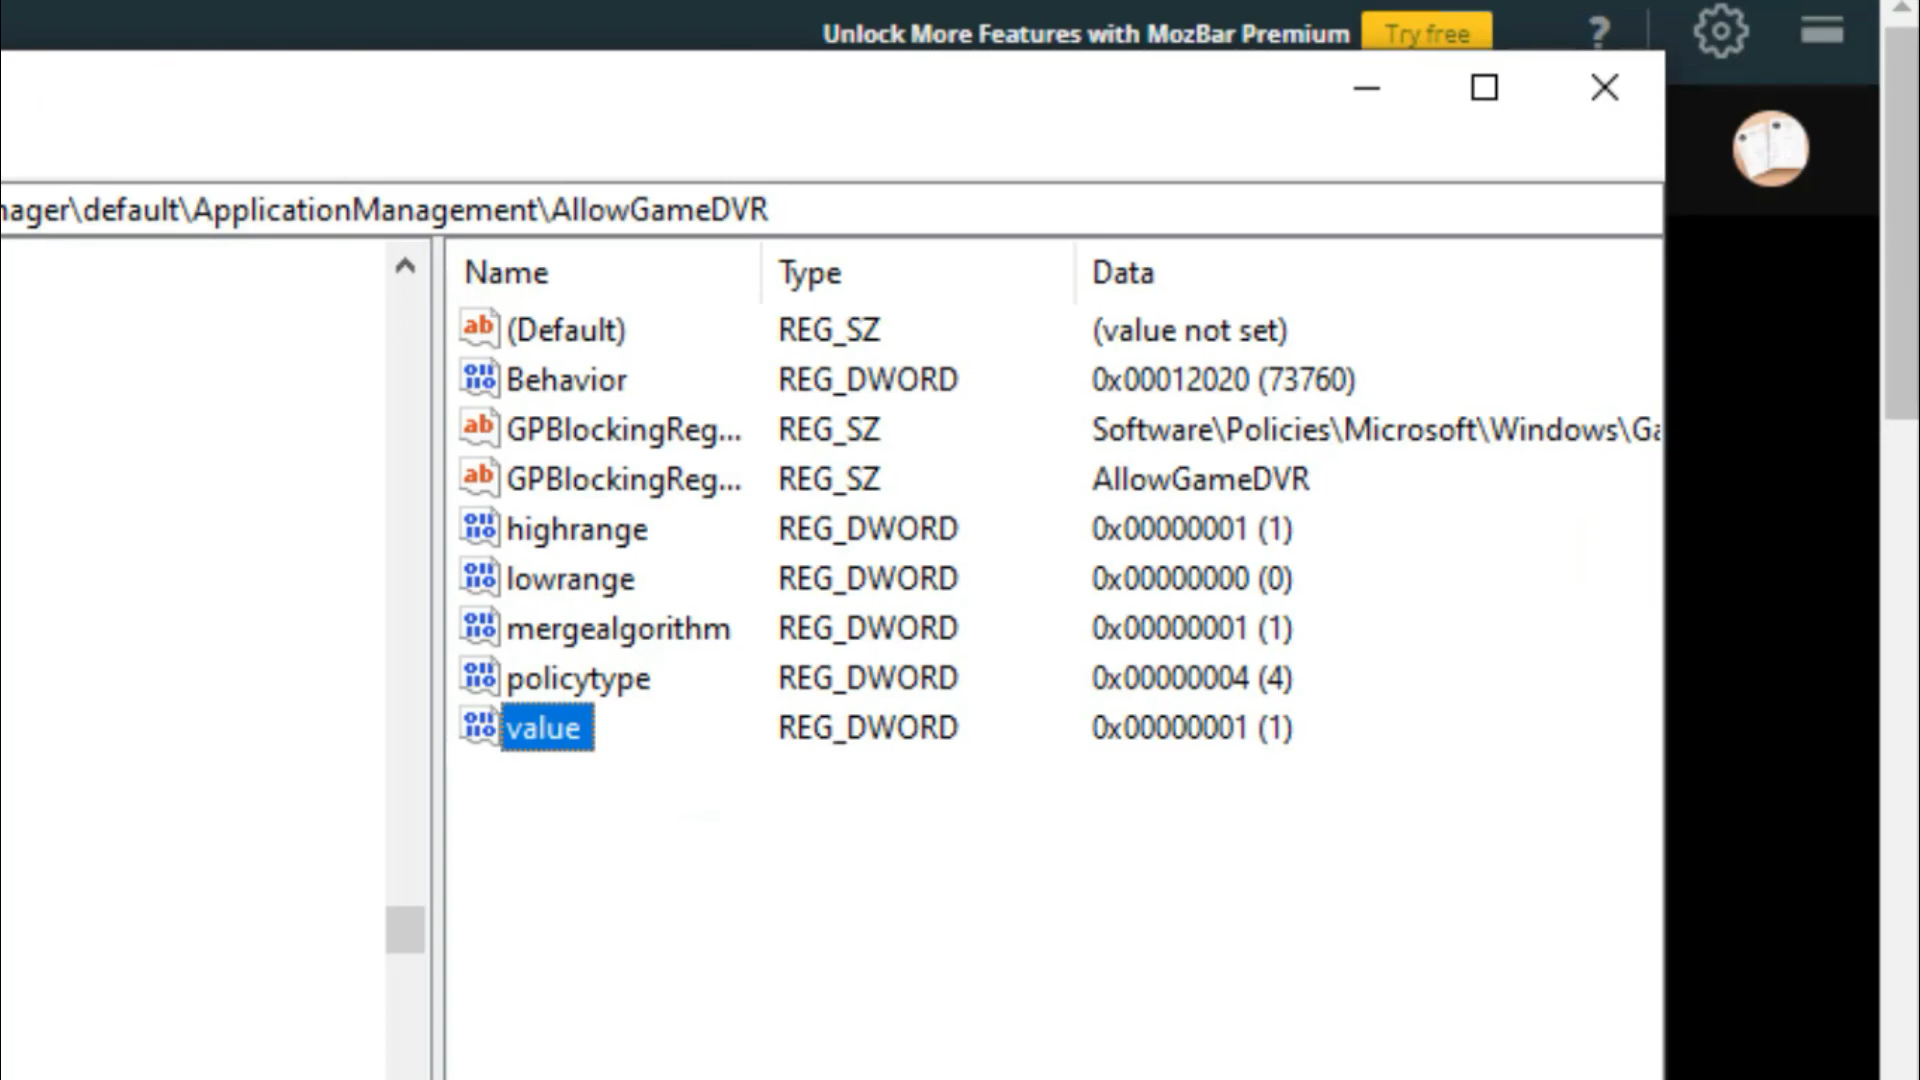 Unlock More Features with MozBar Premium Try free ?
nager\default\ApplicationManagement\AllowGameDVR
Name Type Data
(Default) REG_SZ (value not set)
Behavior REG_DWORD 0x00012020 (73760)
GPBlockingReg... REG_SZ Software\Policies\Microsoft\Windows\Ga
GPBlockingReg... REG_SZ AllowGameDVR
highrange REG_DWORD 0x00000001 (1)
lowrange REG_DWORD 0x00000000 (0)
mergealgorithm REG_DWORD 0x00000001 (1)
policytype REG_DWORD 0x00000004 (4)
value REG_DWORD 0x00000001 (1)